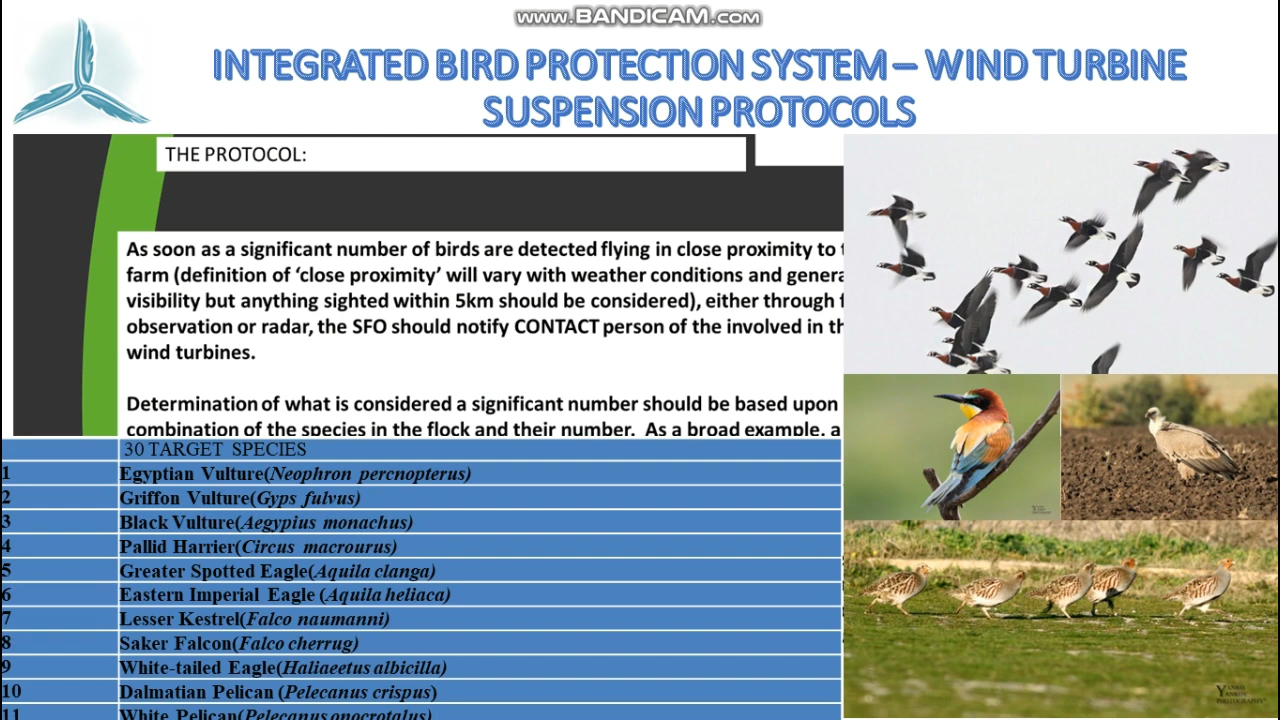 www.BANDICAM.com
INTEGRATED BIRD PROTECTION SYSTEM – WIND TURBINE
SUSPENSION PROTOCOLS
THE PROTOCOL:
As soon as a significant number of birds are detected flying in close proximity to
farm (definition of ‘close proximity’ will vary with weather conditions and genera
visibility but anything sighted within 5km should be considered), either through
observation or radar, the SFO should notify CONTACT person of the involved in th
wind turbines.
Determination of what is considered a significant number should be based upon
combination of the species in the flock and their number. As a broad example, a
30 TARGET SPECIES
1 Egyptian Vulture(Neophron percnopterus)
2 Griffon Vulture(Gyps fulvus)
3 Black Vulture(Aegypius monachus)
4 Pallid Harrier(Circus macrourus)
5 Greater Spotted Eagle(Aquila clanga)
6 Eastern Imperial Eagle (Aquila heliaca)
7 Lesser Kestrel(Falco naumanni)
8 Saker Falcon(Falco cherrug)
9 White-tailed Eagle(Haliaeetus albicilla)
10 Dalmatian Pelican (Pelecanus crispus)
11 White Pelican(Pelecanus onocrotalus)